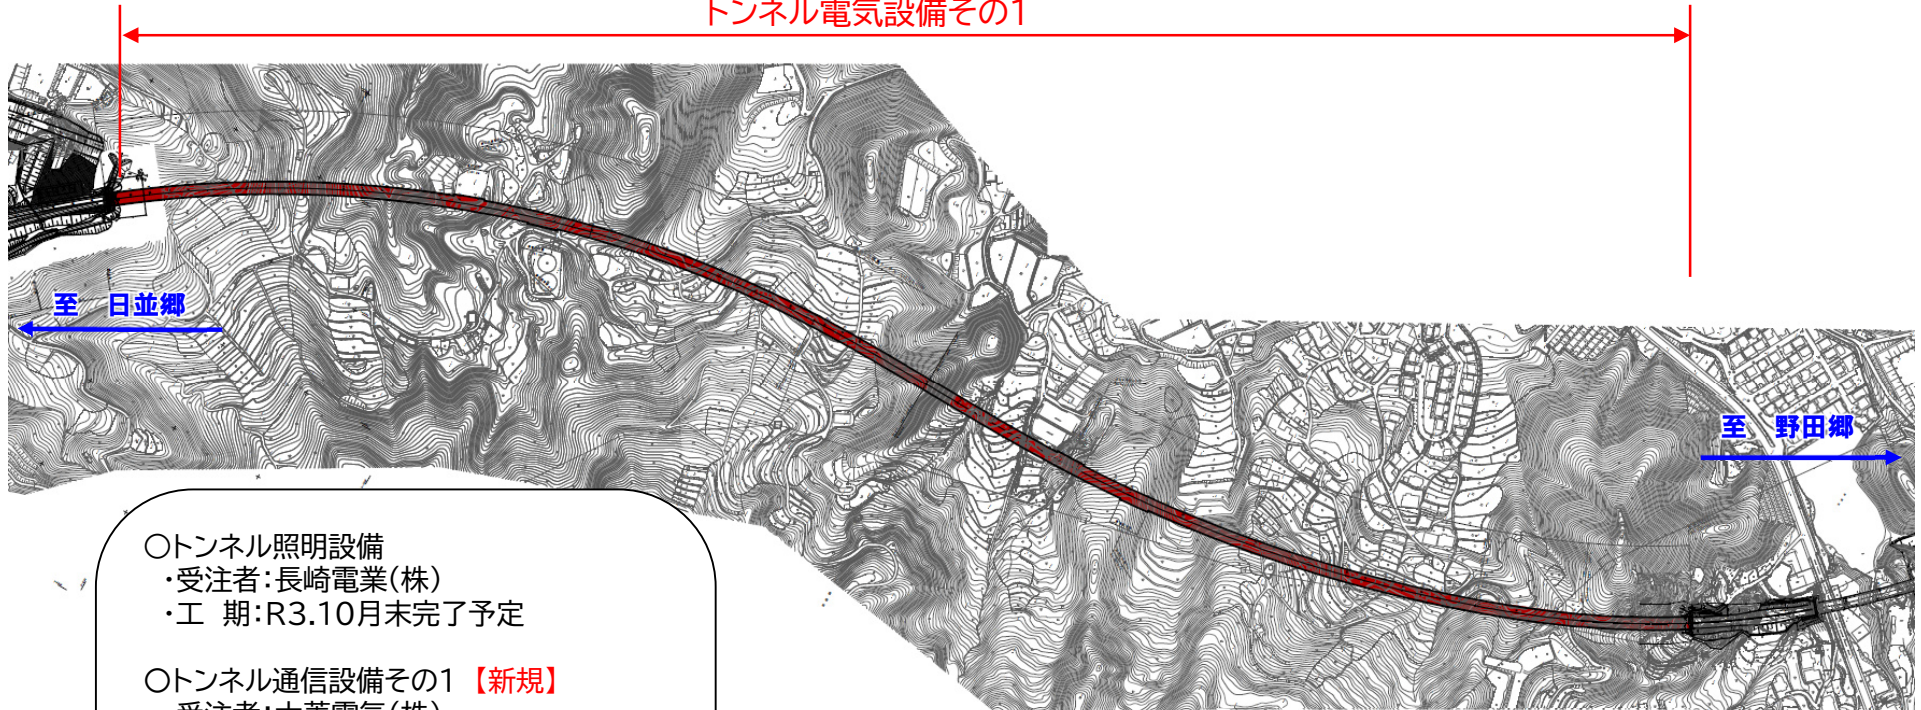 トンネル電気設備その1
至 日並郷
至 野田郷
○トンネル照明設備
・受注者：長崎電業(株)
・工 期：R3.10月末完了予定
○トンネル通信設備その1 【新規】